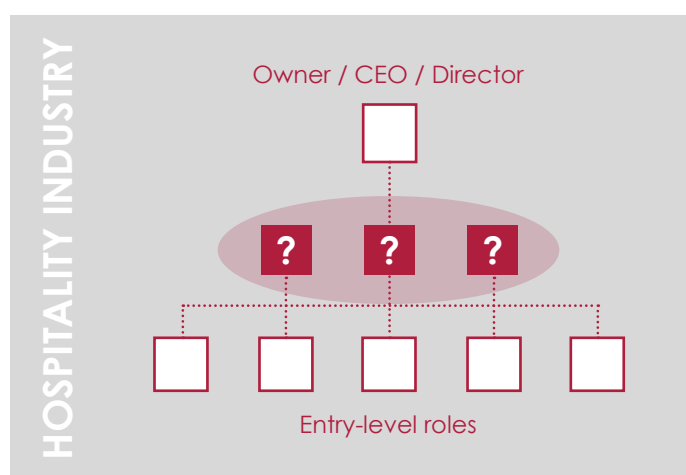 HOSPITALITY INDUSTRY
Owner / CEO / Director
? ? ?
Entry-level roles